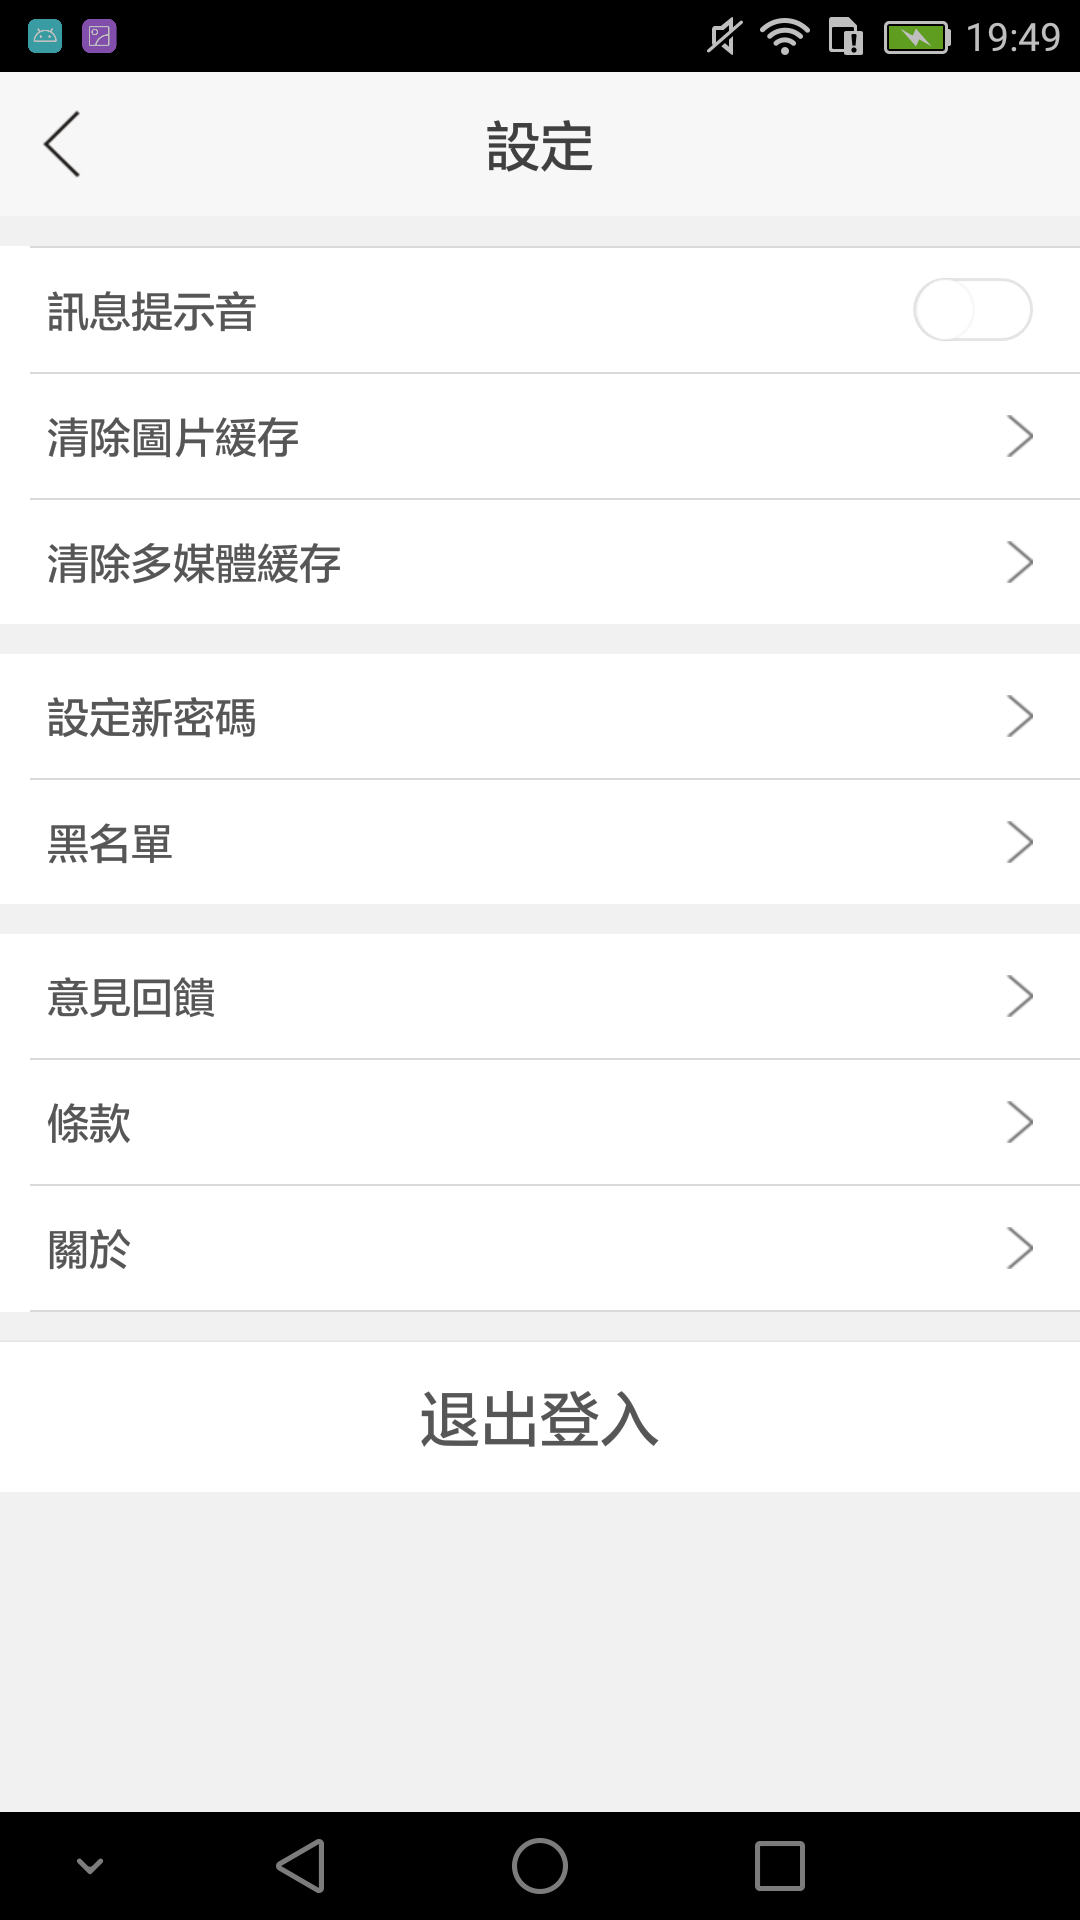 19:49
設定
訊息提示音
清除圖片緩存
清除多媒體緩存
設定新密碼
黑名單
意見回饋
條款
關於
退出登入